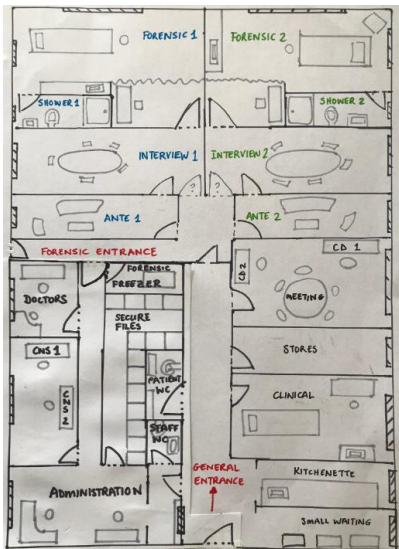 FORENSIC 1
FORENSIC 2
SHOWER 1
SHOWER 2
INTERVIEW 1
INTERVIEW 2
?
?
ANTE 1
ANTE 2
FORENSIC ENTRANCE
CD 1
CD 2
FORENSIC
FREEZER
DOCTORS
MEETING
SECURE
FILES
CNS 1
STORES
PATIENT
WC
CNS 2
CLINICAL
STAFF
WC
GENERAL
ENTRANCE
KITCHENETTE
ADMINISTRATION
SMALL WAITING